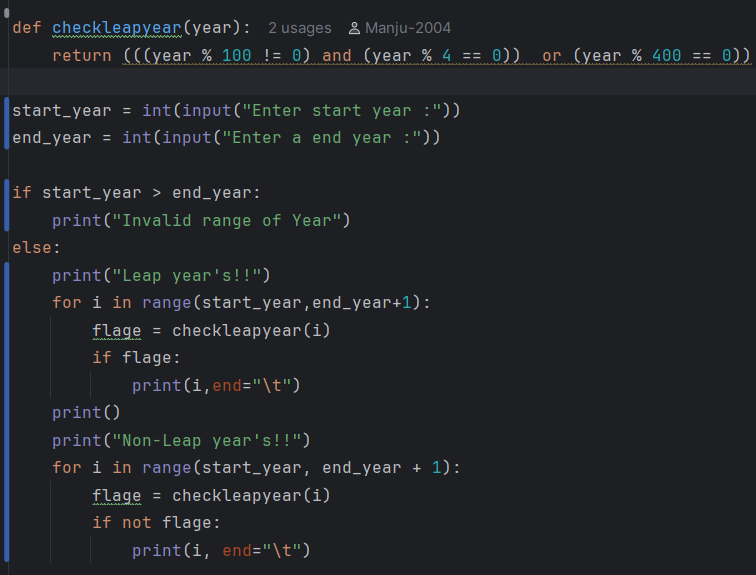 def checkleapyear(year):  2 usages  Manju-2004
    return (((year % 100 != 0) and (year % 4 == 0))  or (year % 400 == 0))
start_year = int(input("Enter start year :"))
end_year = int(input("Enter a end year :"))
if start_year > end_year:
    print("Invalid range of Year")
else:
    print("Leap year's!!")
    for i in range(start_year,end_year+1):
        flage = checkleapyear(i)
        if flage:
            print(i,end="\t")
    print()
    print("Non-Leap year's!!")
    for i in range(start_year, end_year + 1):
        flage = checkleapyear(i)
        if not flage:
            print(i, end="\t")